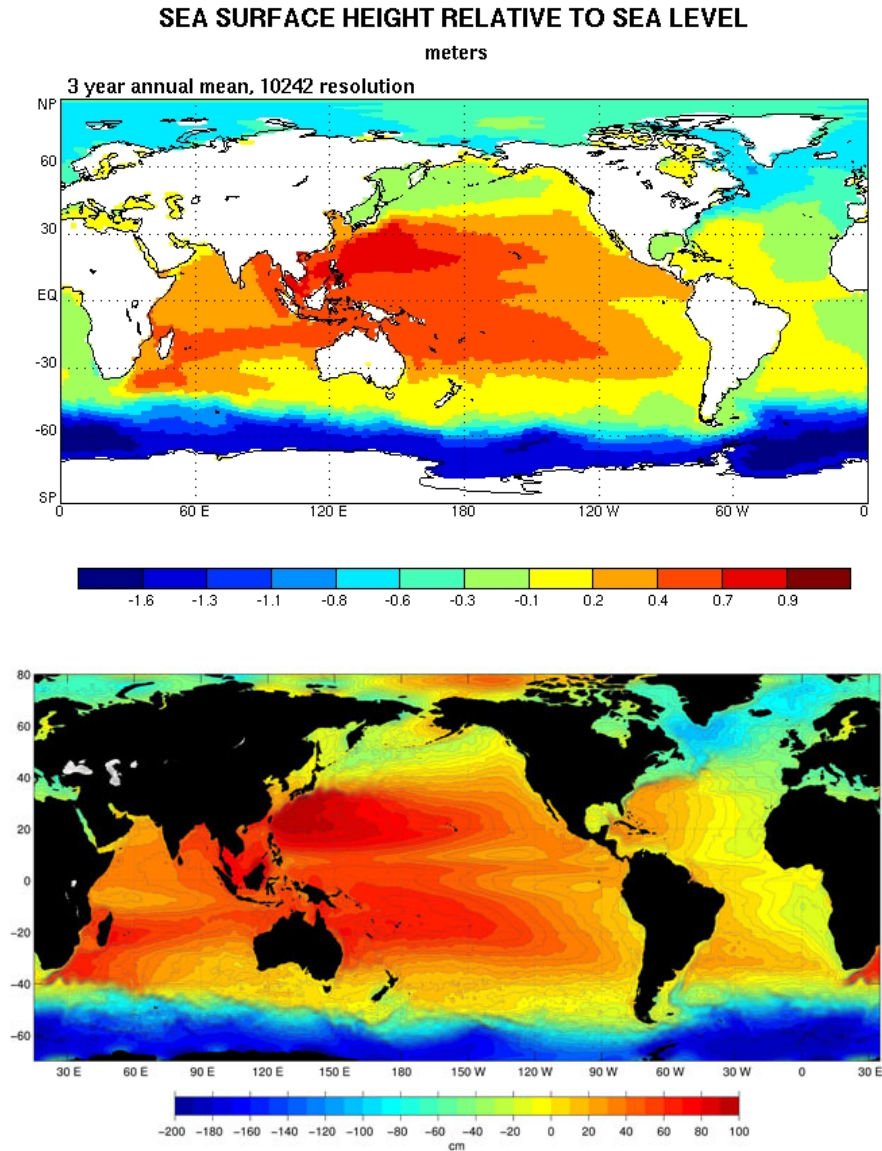 SEA SURFACE HEIGHT RELATIVE TO SEA LEVEL
meters
3 year annual mean, 10242 resolution
NP
60
30
EQ
-30
-60
SP
0 60 E 120 E 180 120 W 60 W 0
-1.6 -1.3 -1.1 -0.8 -0.6 -0.3 -0.1 0.2 0.4 0.7 0.9
80
60
40
20
0
−20
−40
−60
30 E 60 E 90 E 120 E 150 E 180 150 W 120 W 90 W 60 W 30 W 0 30 E
−200 −180 −160 −140 −120 −100 −80 −60 −40 −20 0 20 40 60 80 100
cm